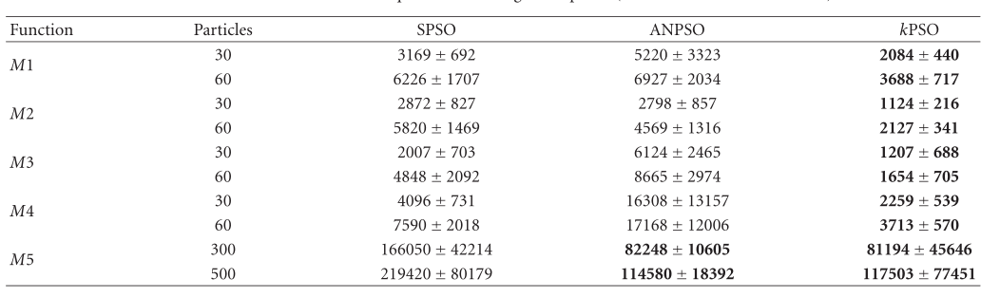 Function Particles SPSO ANPSO kPSO
M1 30 3169 ± 692 5220 ± 3323 2084 ± 440
60 6226 ± 1707 6927 ± 2034 3688 ± 717
M2 30 2872 ± 827 2798 ± 857 1124 ± 216
60 5820 ± 1469 4569 ± 1316 2127 ± 341
M3 30 2007 ± 703 6124 ± 2465 1207 ± 688
60 4848 ± 2092 8665 ± 2974 1654 ± 705
M4 30 4096 ± 731 16308 ± 13157 2259 ± 539
60 7590 ± 2018 17168 ± 12006 3713 ± 570
M5 300 166050 ± 42214 82248 ± 10605 81194 ± 45646
500 219420 ± 80179 114580 ± 18392 117503 ± 77451